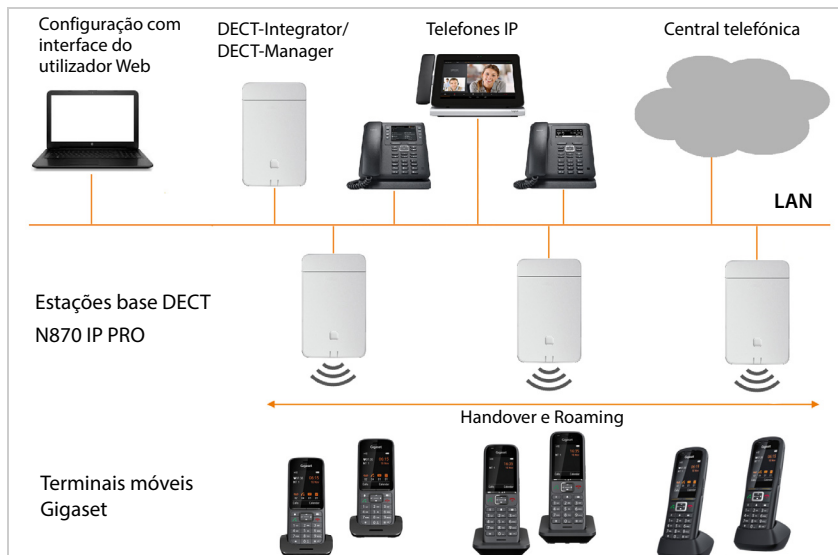 Configuração com
interface do
utilizador Web
DECT-Integrator/
DECT-Manager
Telefones IP
Central telefónica
LAN
Estações base DECT
N870 IP PRO
Handover e Roaming
Terminais móveis
Gigaset